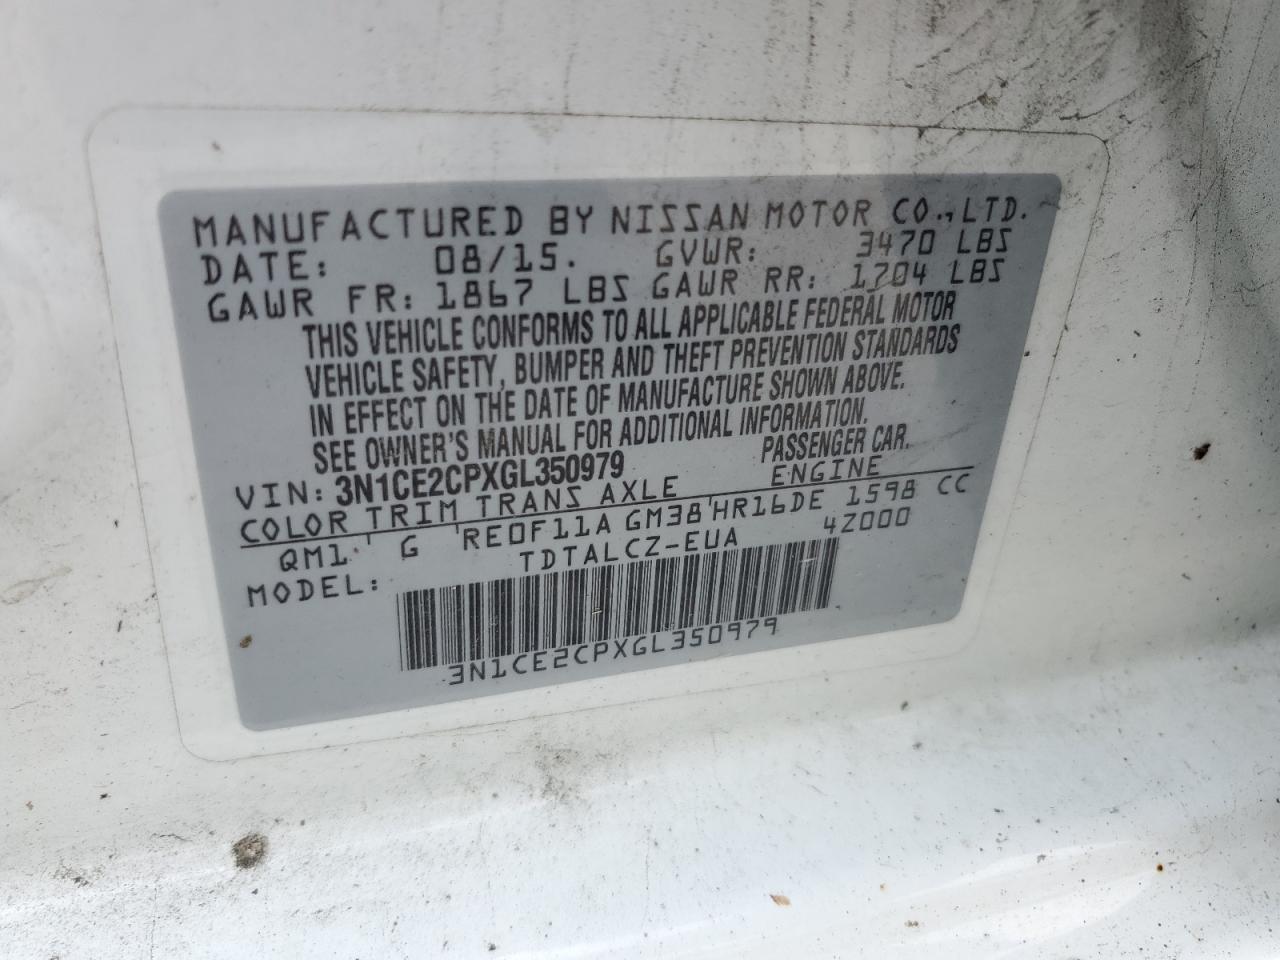 MANUFACTURED BY NISSAN MOTOR CO., LTD.
DATE: 08/15. GVWR: 3470 LBS
GAWR FR: 1867 LBS GAWR RR: 1704 LBS
THIS VEHICLE CONFORMS TO ALL APPLICABLE FEDERAL MOTOR
VEHICLE SAFETY, BUMPER AND THEFT PREVENTION STANDARDS
IN EFFECT ON THE DATE OF MANUFACTURE SHOWN ABOVE.
SEE OWNER'S MANUAL FOR ADDITIONAL INFORMATION.
VIN: 3N1CE2CPXGL350979 PASSENGER CAR.
COLOR TRIM TRANS AXLE ENGINE
QM1 ' G 'RE0F11A GM38'HR16DE 1598 CC
MODEL: TDTALCZ-EUA 4Z000
3N1CE2CPXGL350979